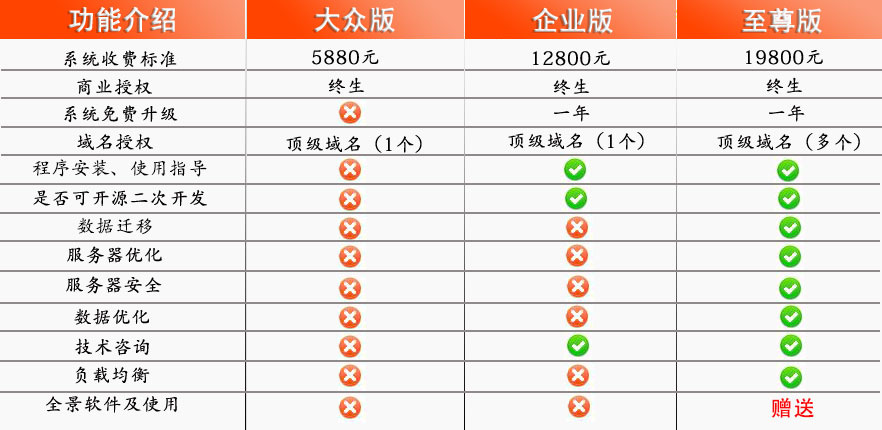 功能介绍 大众版 企业版 至尊版
系统收费标准 5880元 12800元 19800元
商业授权 终生 终生 终生
系统免费升级 一年 一年
域名授权 顶级域名（1个） 顶级域名（1个） 顶级域名（多个）
程序安装、使用指导
是否可开源二次开发
数据迁移
服务器优化
服务器安全
数据优化
技术咨询
负载均衡
全景软件及使用 赠送